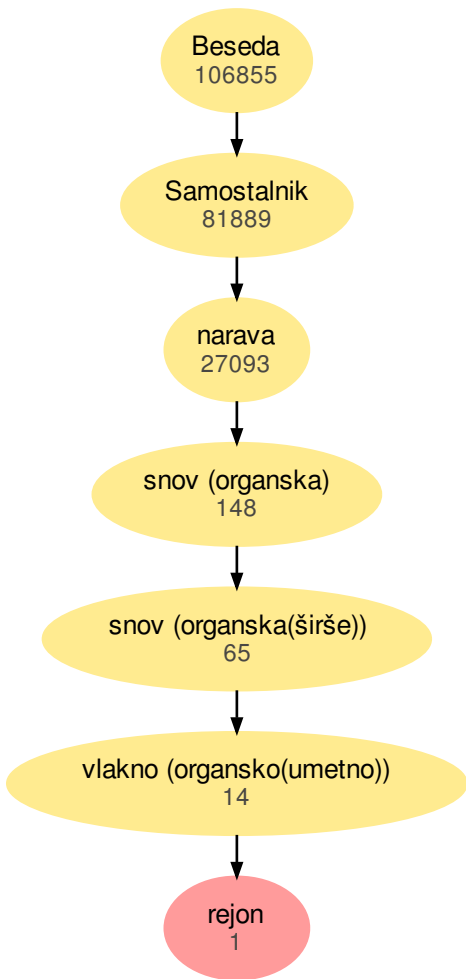 Beseda
106855
Samostalnik
81889
narava
27093
snov (organska)
148
snov (organska(širše))
65
vlakno (organsko(umetno))
14
rejon
1